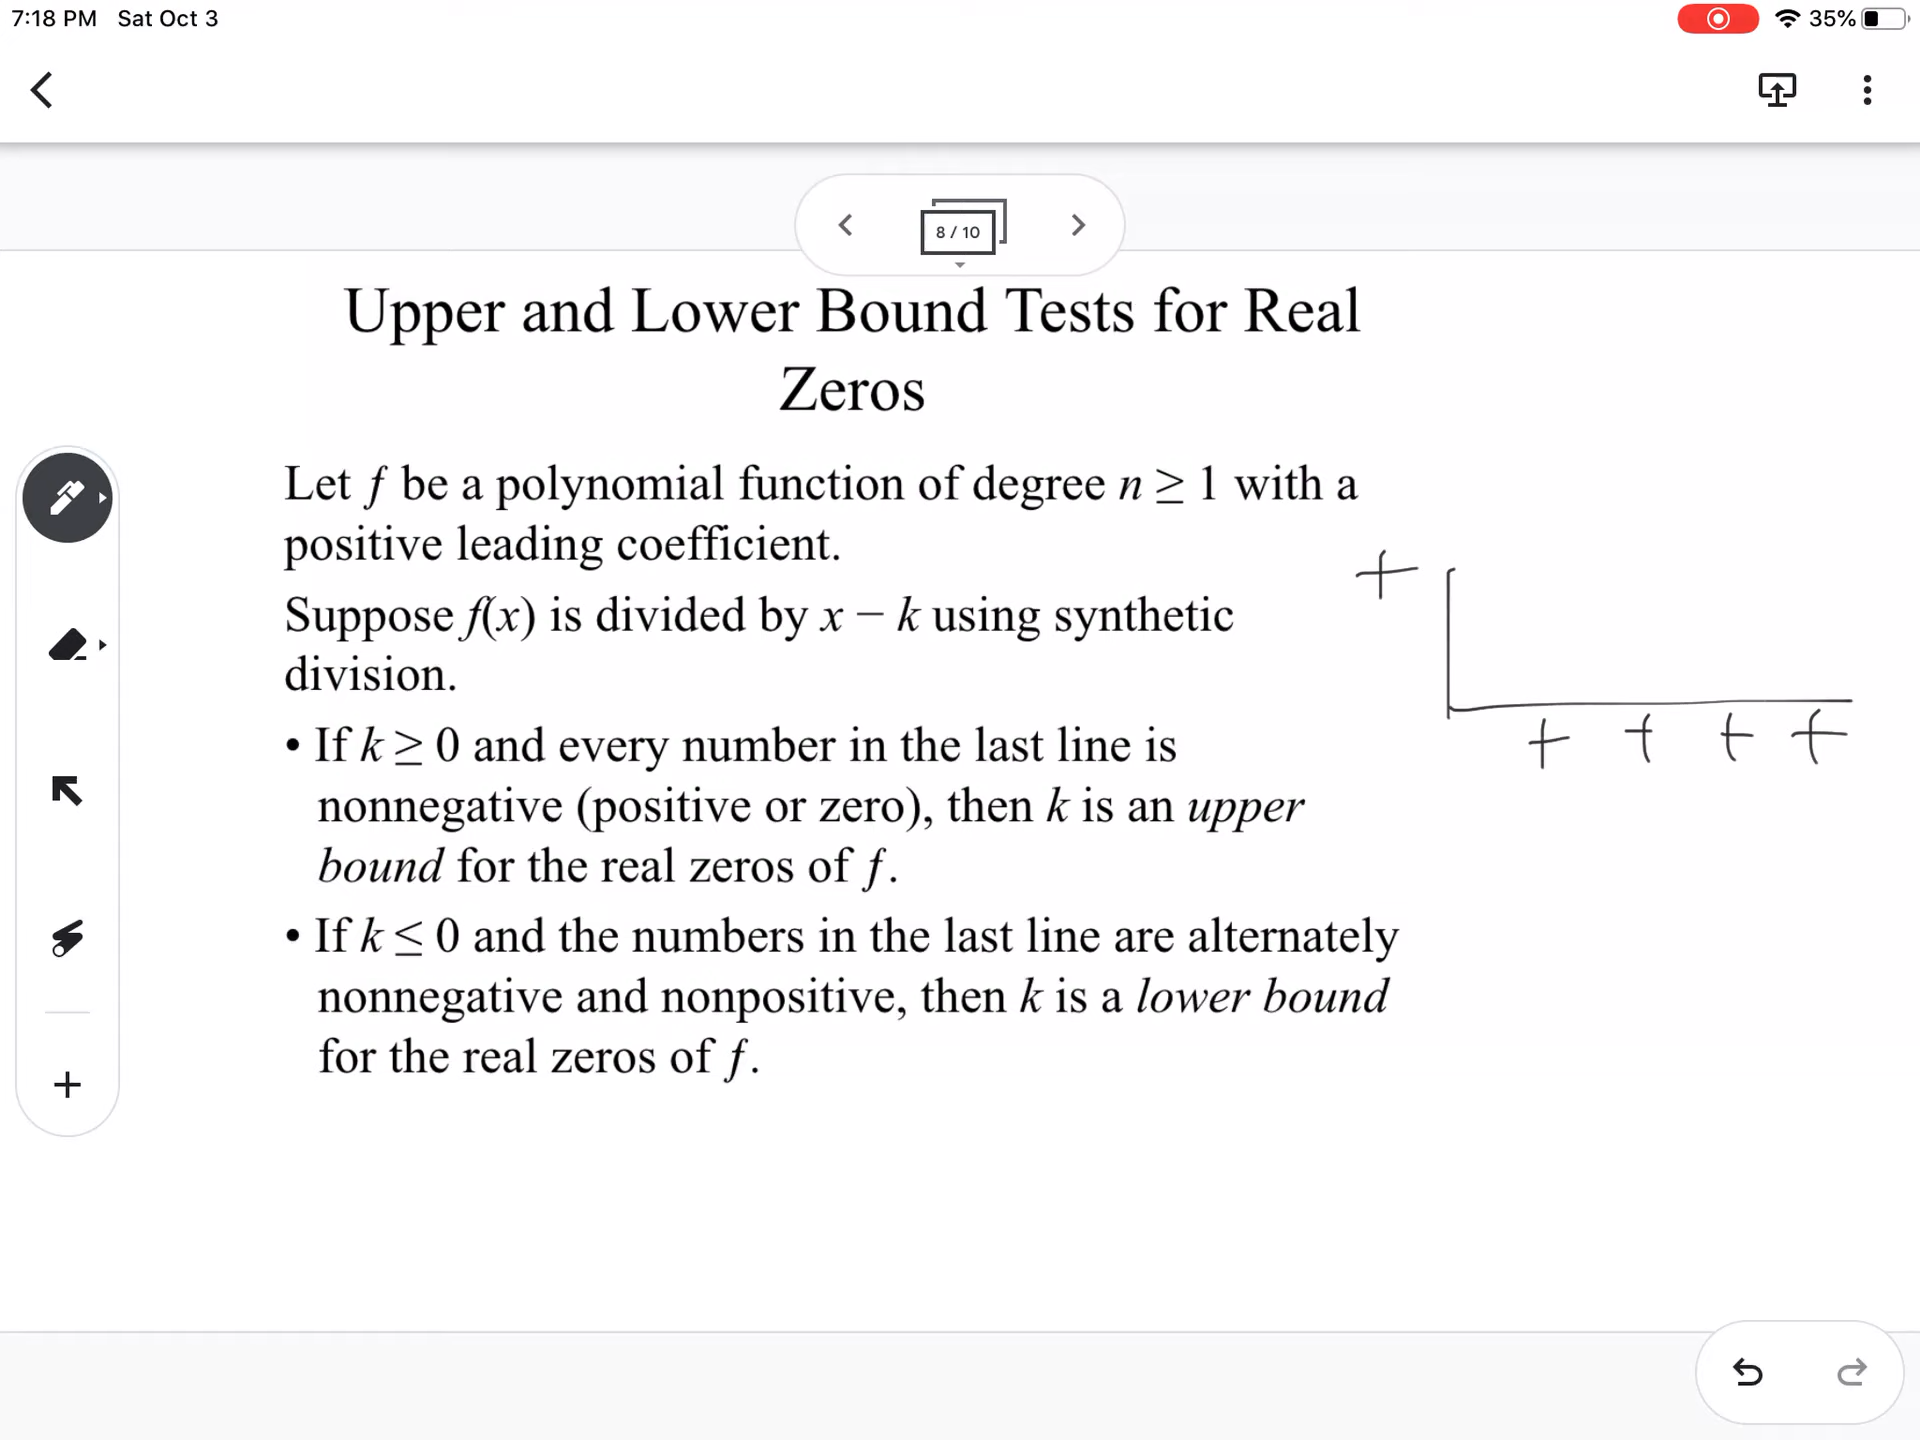 7:18 PM Sat Oct 3
35%
8 / 10
Upper and Lower Bound Tests for Real
Zeros
Let f be a polynomial function of degree n ≥ 1 with a
positive leading coefficient.
Suppose f(x) is divided by x − k using synthetic
division.
• If k ≥ 0 and every number in the last line is
nonnegative (positive or zero), then k is an upper
bound for the real zeros of f.
• If k ≤ 0 and the numbers in the last line are alternately
nonnegative and nonpositive, then k is a lower bound
for the real zeros of f.
+
+ + + +